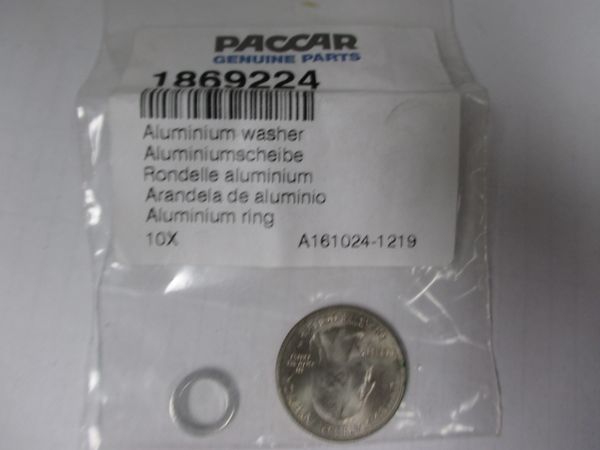 PACCAR
GENUINE PARTS
1869224
Aluminium washer
Aluminiumscheibe
Rondelle aluminium
Arandela de aluminio
Aluminium ring
10X A161024-1219